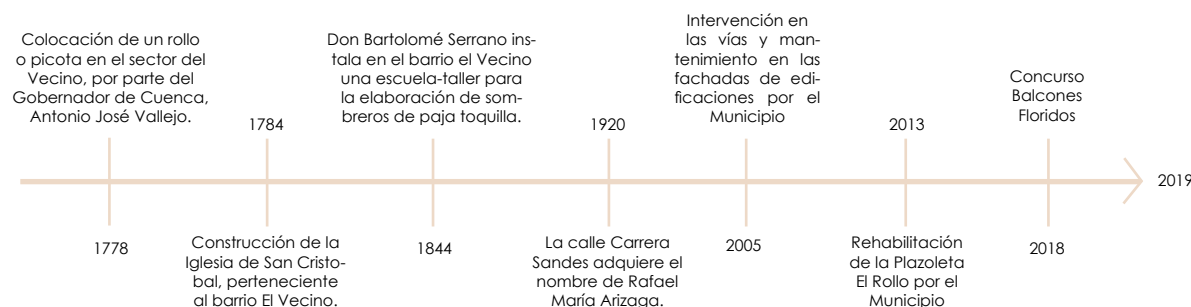 Colocación de un rollo
o picota en el sector del
Vecino, por parte del
Gobernador de Cuenca,
Antonio José Vallejo.
1778
1784
Construcción de la
Iglesia de San Cristo-
bal, perteneciente
al barrio El Vecino.
Don Bartolomé Serrano ins-
tala en el barrio el Vecino
una escuela-taller para
la elaboración de som-
breros de paja toquilla.
1844
1920
La calle Carrera
Sandes adquiere el
nombre de Rafael
María Arizaga.
Intervención en
las vías y man-
tenimiento en las
fachadas de edi-
ficaciones por el
Municipio
2005
2013
Rehabilitación
de la Plazoleta
El Rollo por el
Municipio
Concurso
Balcones
Floridos
2018
2019